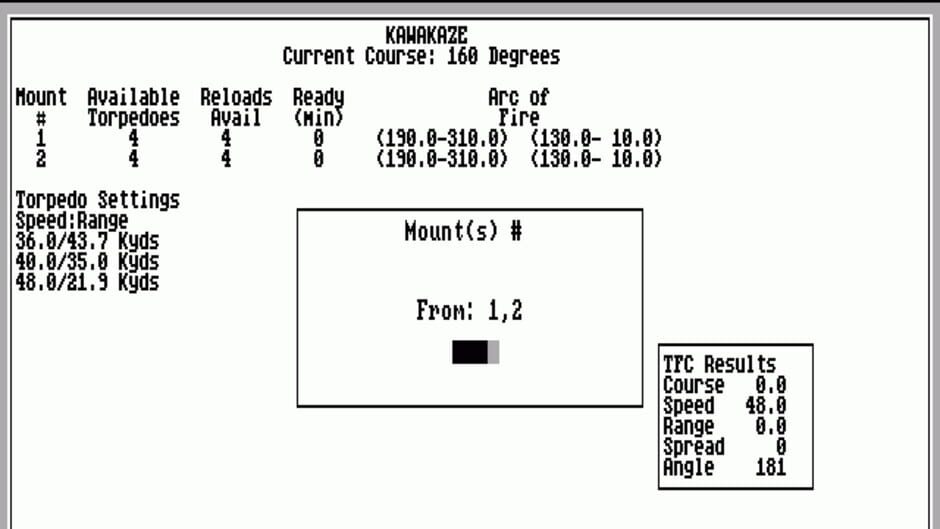 KAWAKAZE
Current Course: 160 Degrees
Mount Available Reloads Ready Arc of
# Torpedoes Avail (Min) Fire
1 4 4 0 (190.0-310.0) (130.0- 10.0)
2 4 4 0 (190.0-310.0) (130.0- 10.0)
Torpedo Settings
Speed:Range
36.0/43.7 Kyds
40.0/35.0 Kyds
48.0/21.9 Kyds
Mount(s) #
From: 1,2
TFC Results
Course 0.0
Speed 48.0
Range 0.0
Spread 0
Angle 181